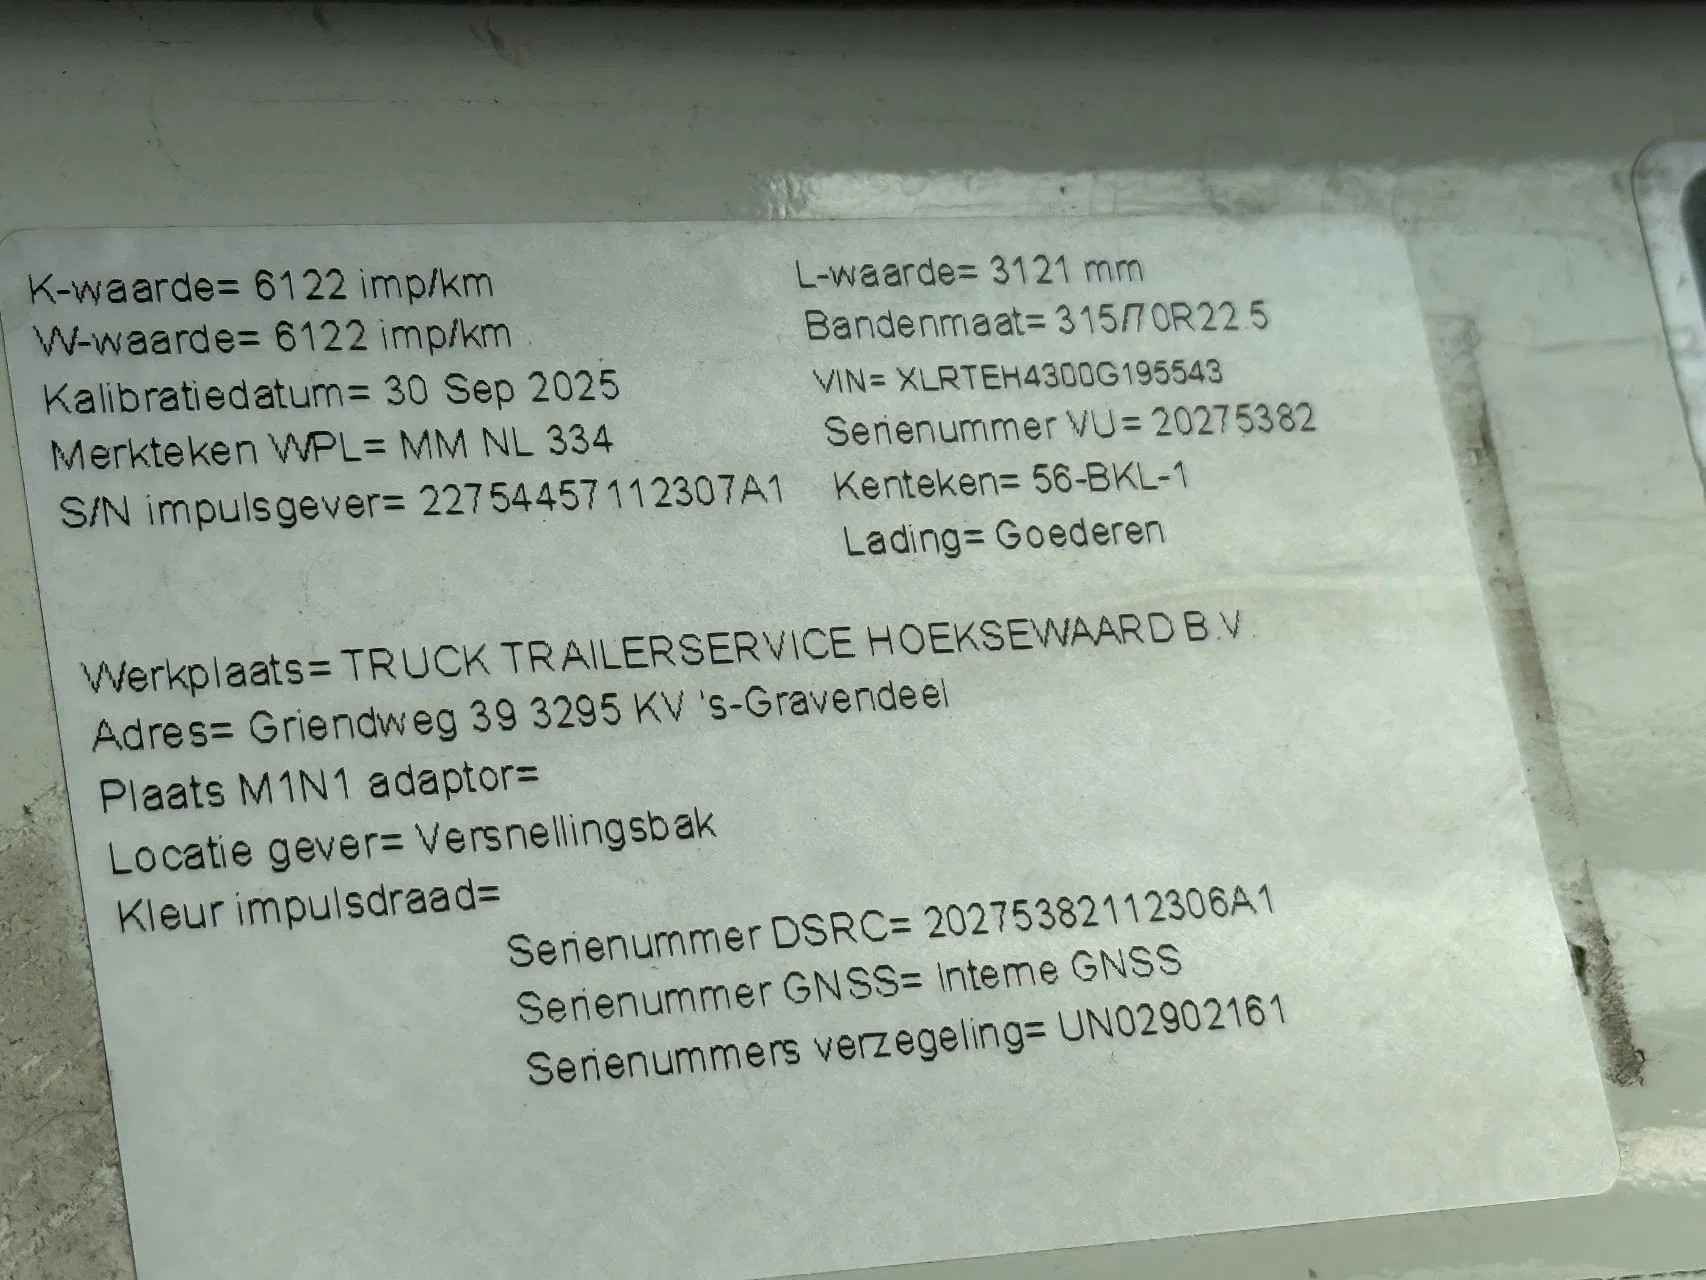 K-waarde= 6122 imp/km
W-waarde= 6122 imp/km
Kalibratiedatum= 30 Sep 2025
Merkteken WPL= MM NL 334
S/N impulsgever= 22754457112307A1
L-waarde= 3121 mm
Bandenmaat= 315/70R22.5
VIN= XLRTEH4300G195543
Serienummer VU= 20275382
Kenteken= 56-BKL-1
Lading= Goederen
Werkplaats= TRUCK TRAILERSERVICE HOEKSEWAARD B.V.
Adres= Griendweg 39 3295 KV 's-Gravendeel
Plaats M1N1 adaptor=
Locatie gever= Versnellingsbak
Kleur impulsdraad=
Serienummer DSRC= 20275382112306A1
Serienummer GNSS= Interne GNSS
Serienummers verzegeling= UN02902161